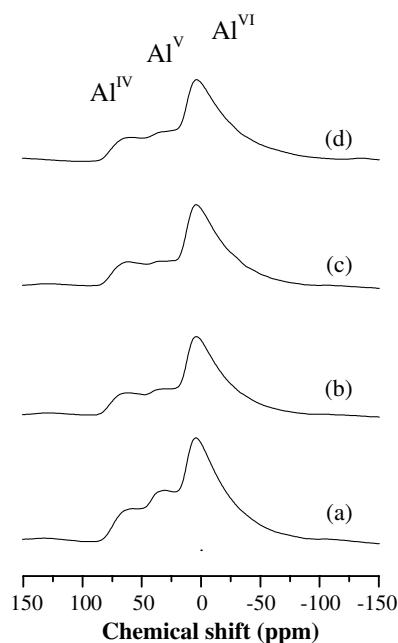 Al^VI
Al^V
Al^IV
(d)
(c)
(b)
(a)
150 100 50 0 -50 -100 -150
Chemical shift (ppm)